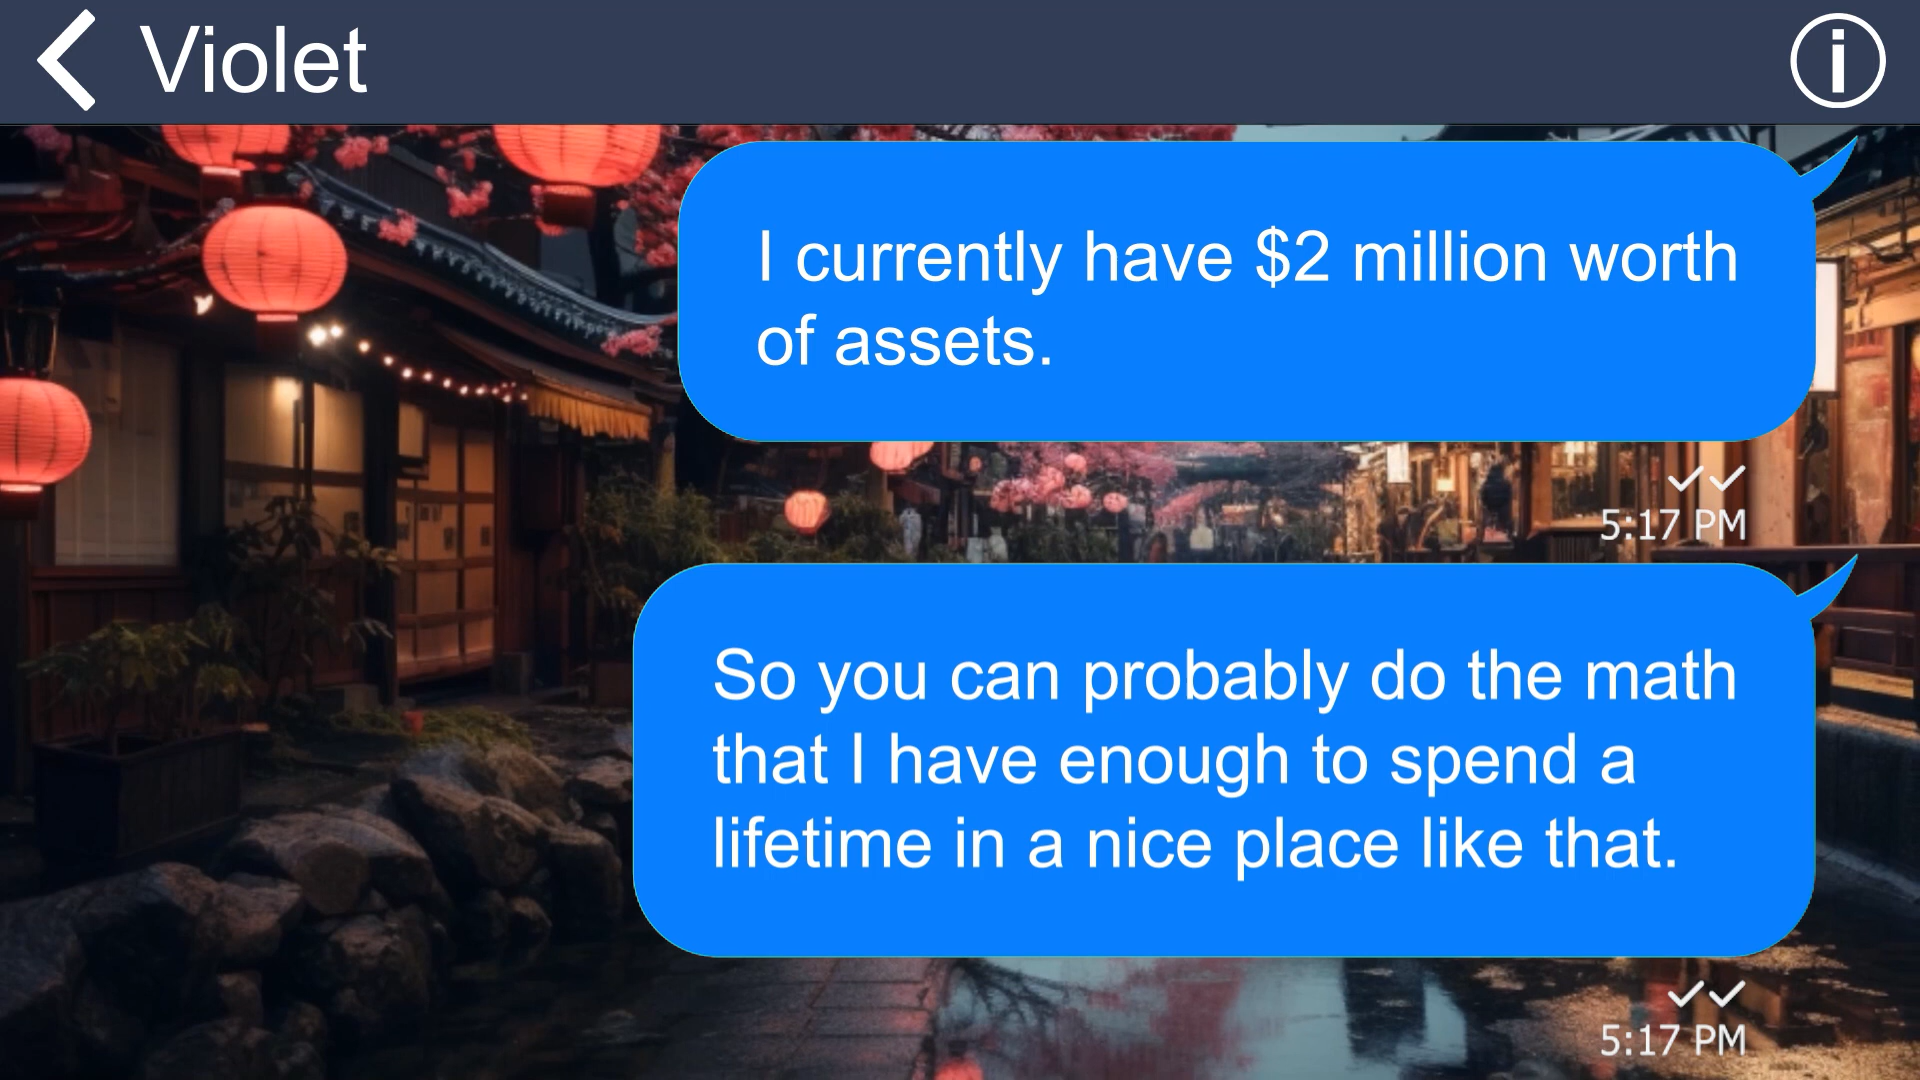 Violet
I currently have $2 million worth
of assets.
5:17 PM
So you can probably do the math
that I have enough to spend a
lifetime in a nice place like that.
5:17 PM